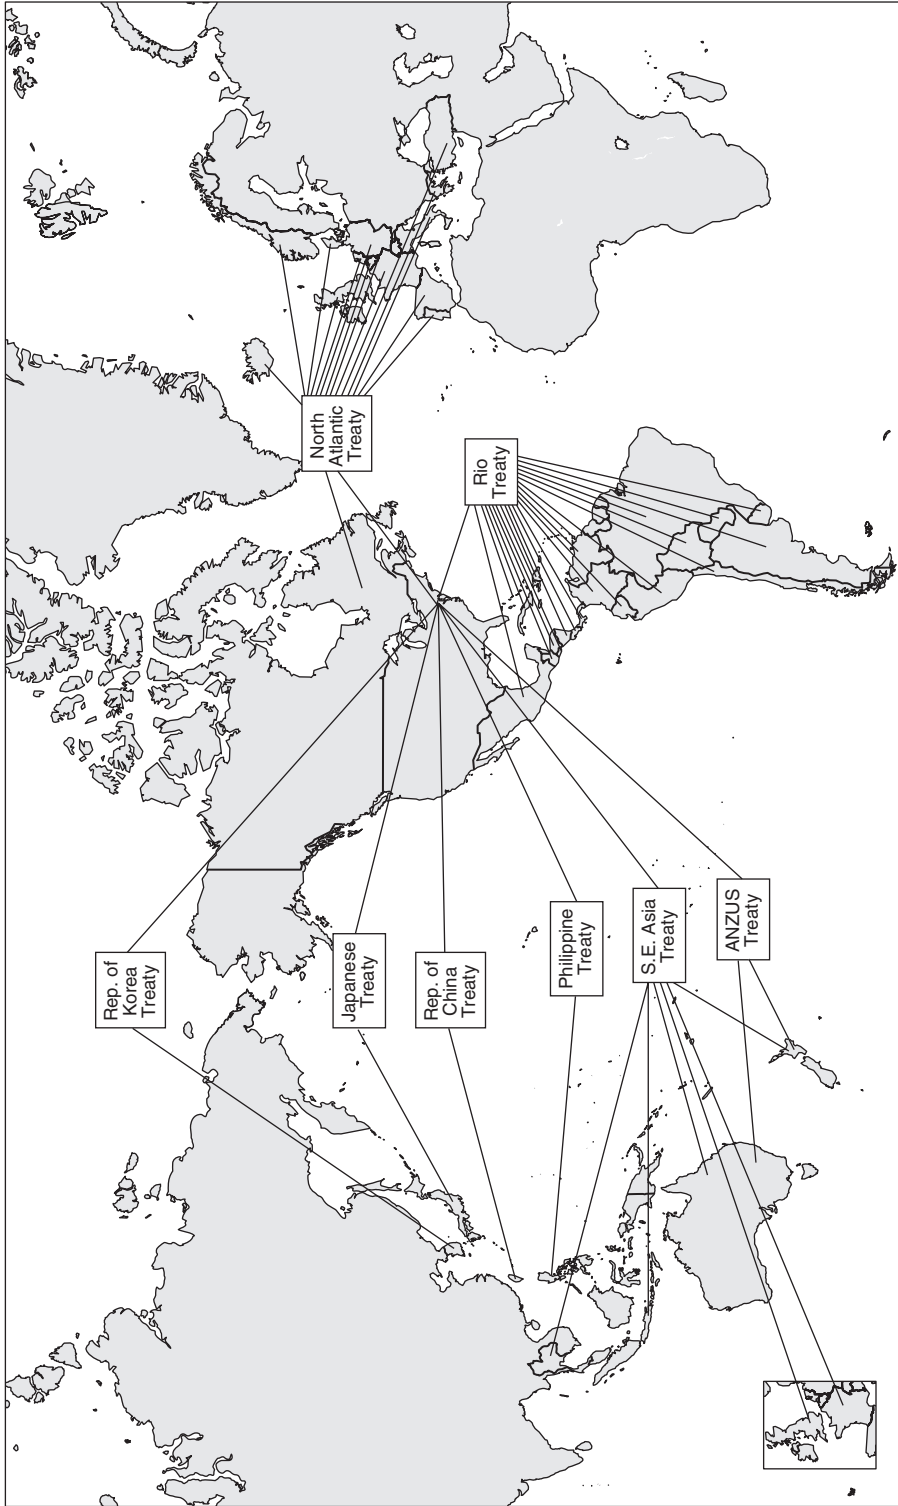 Rep. of
Korea
Treaty
Japanese
Treaty
Rep. of
China
Treaty
Philippine
Treaty
S.E. Asia
Treaty
ANZUS
Treaty
North
Atlantic
Treaty
Rio
Treaty